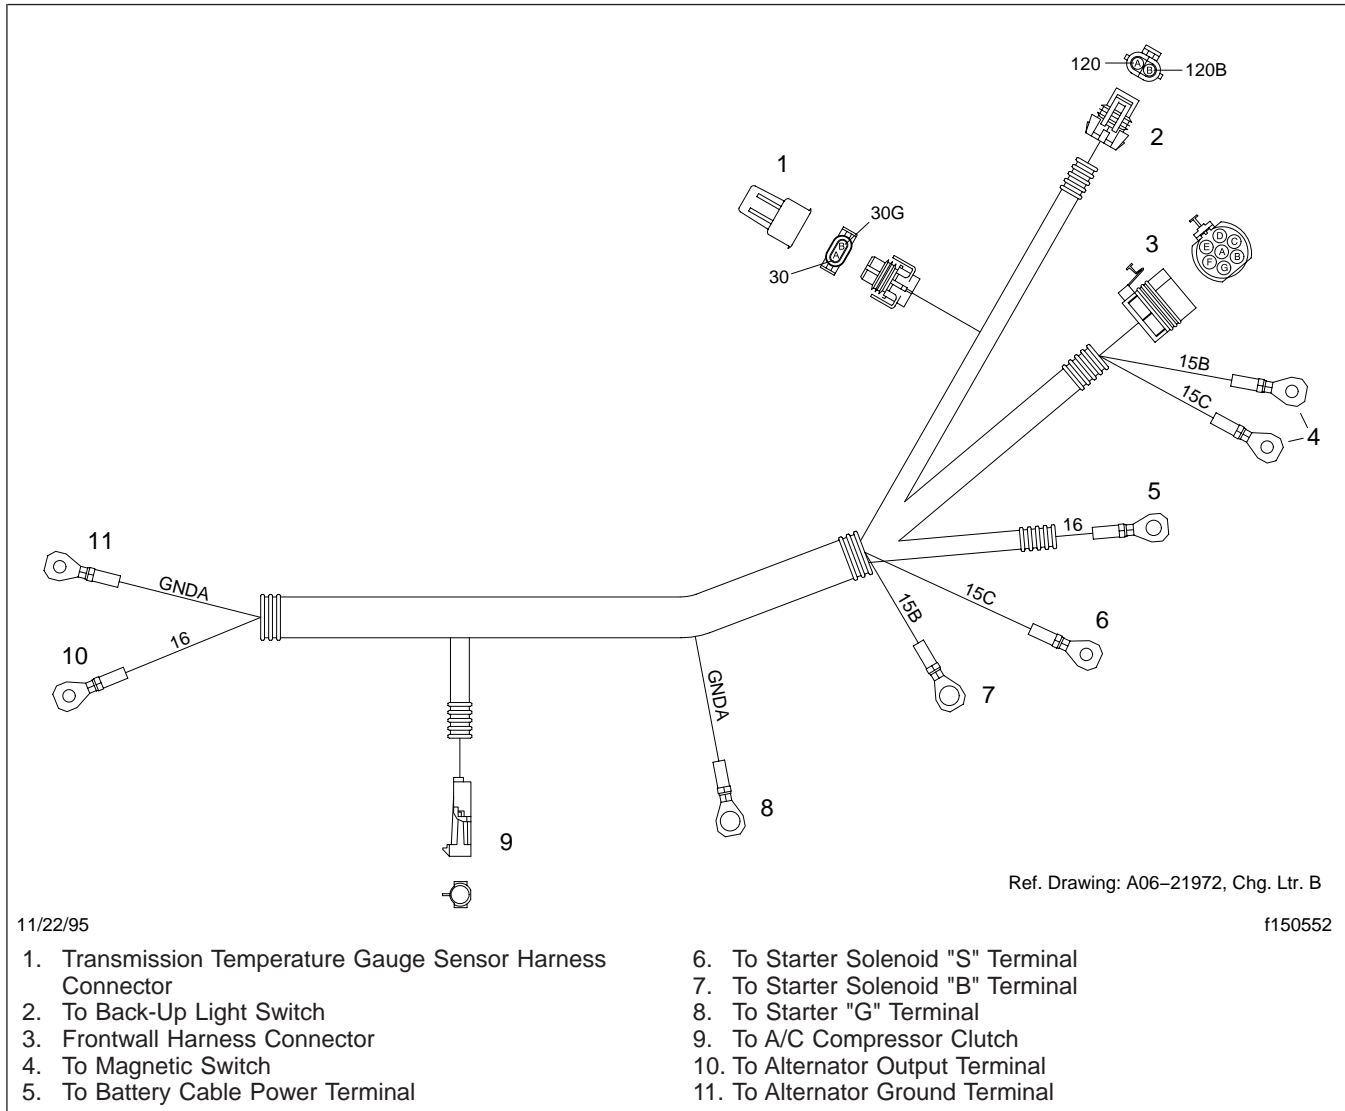 120
A
B
120B
2
1
30G
B
A
30
3
D
C
E
A
B
F
G
15B
15C
4
5
16
11
GNDA
15C
15B
6
16
10
GNDA
7
8
9
Ref. Drawing: A06–21972, Chg. Ltr. B
11/22/95
f150552
1. Transmission Temperature Gauge Sensor Harness
Connector
2. To Back-Up Light Switch
3. Frontwall Harness Connector
4. To Magnetic Switch
5. To Battery Cable Power Terminal
6. To Starter Solenoid "S" Terminal
7. To Starter Solenoid "B" Terminal
8. To Starter "G" Terminal
9. To A/C Compressor Clutch
10. To Alternator Output Terminal
11. To Alternator Ground Terminal